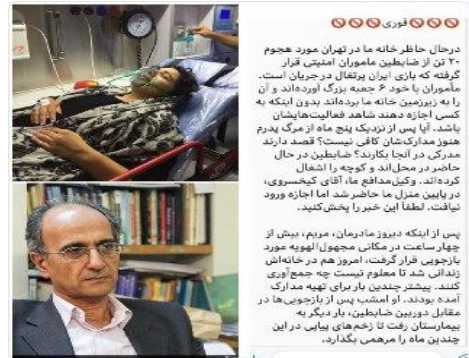 🚫🚫🚫فوری🚫🚫🚫🚫
درحال حاظر خانه ما در تهران مورد هجوم
۲۰ تن از ضابطین ماموران امنیتی قرار
گرفته که بازی ایران پرتغال در جریان است.
مأموران با خود ۶ جعبه بزرگ آورده‌اند و آن
را به زیرزمین خانه ما برده‌اند بدون اینکه به
کسی اجازه دهند شاهد فعالیت‌هایشان
باشد. آیا پس از نزدیک پنج ماه از مرگ پدرم
هنوز مدارک‌شان کافی نیست؟ قصد دارند
مدرکی در آنجا بکارند؟ ضابطین در حال
حاضر در محل‌اند و کوچه را اشغال
کرده‌اند. وکیل‌مدافع ما، آقای کیخسروی،
در پایین منزل ما حاضر شد اما اجازه ورود
نیافت. لطفاً این خبر را پخش‌کنید.
پس از اینکه دیروز مادرمان، مریم، بیش از
چهار ساعت در مکانی مجهول‌الهویه مورد
بازجویی قرار گرفت، امروز هم در خانه‌اش
زندانی شد تا معلوم نیست چه جمع‌آوری
کنند. پیشتر چندین بار برای تهیه مدارک
آمده بودند. او امشب پس از بازجویی‌ها در
مقابل دوربین ضابطین، بار دیگر به
بیمارستان رفت تا زخم‌های پیاپی در این
چندین ماه را مرهمی بگذارد.